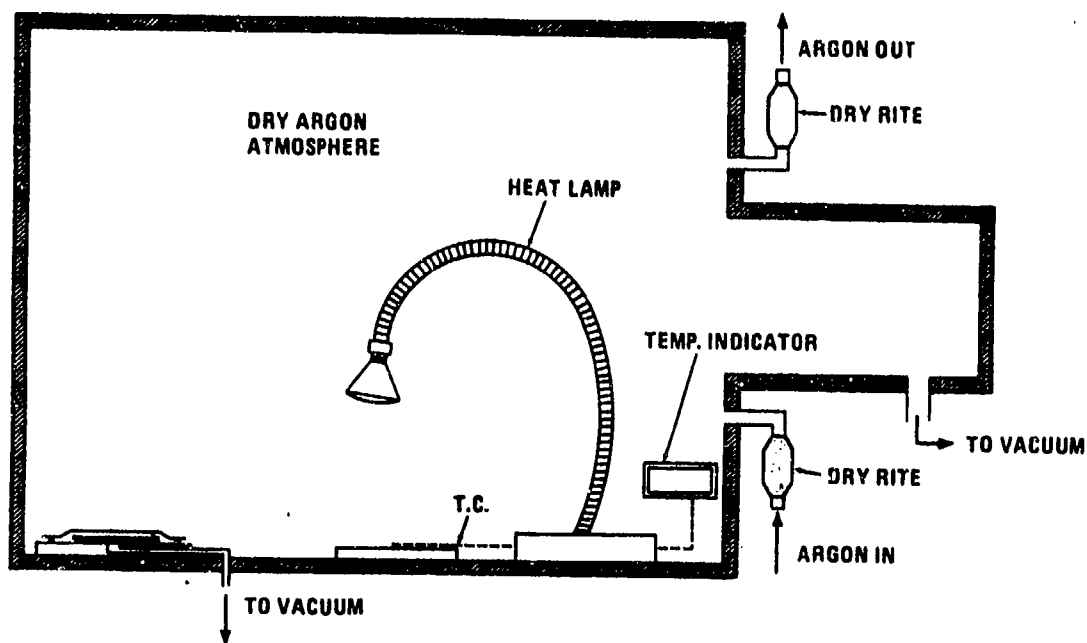 ARGON OUT
DRY RITE
DRY ARGON
ATMOSPHERE
HEAT LAMP
TEMP. INDICATOR
TO VACUUM
DRY RITE
T.C.
ARGON IN
TO VACUUM